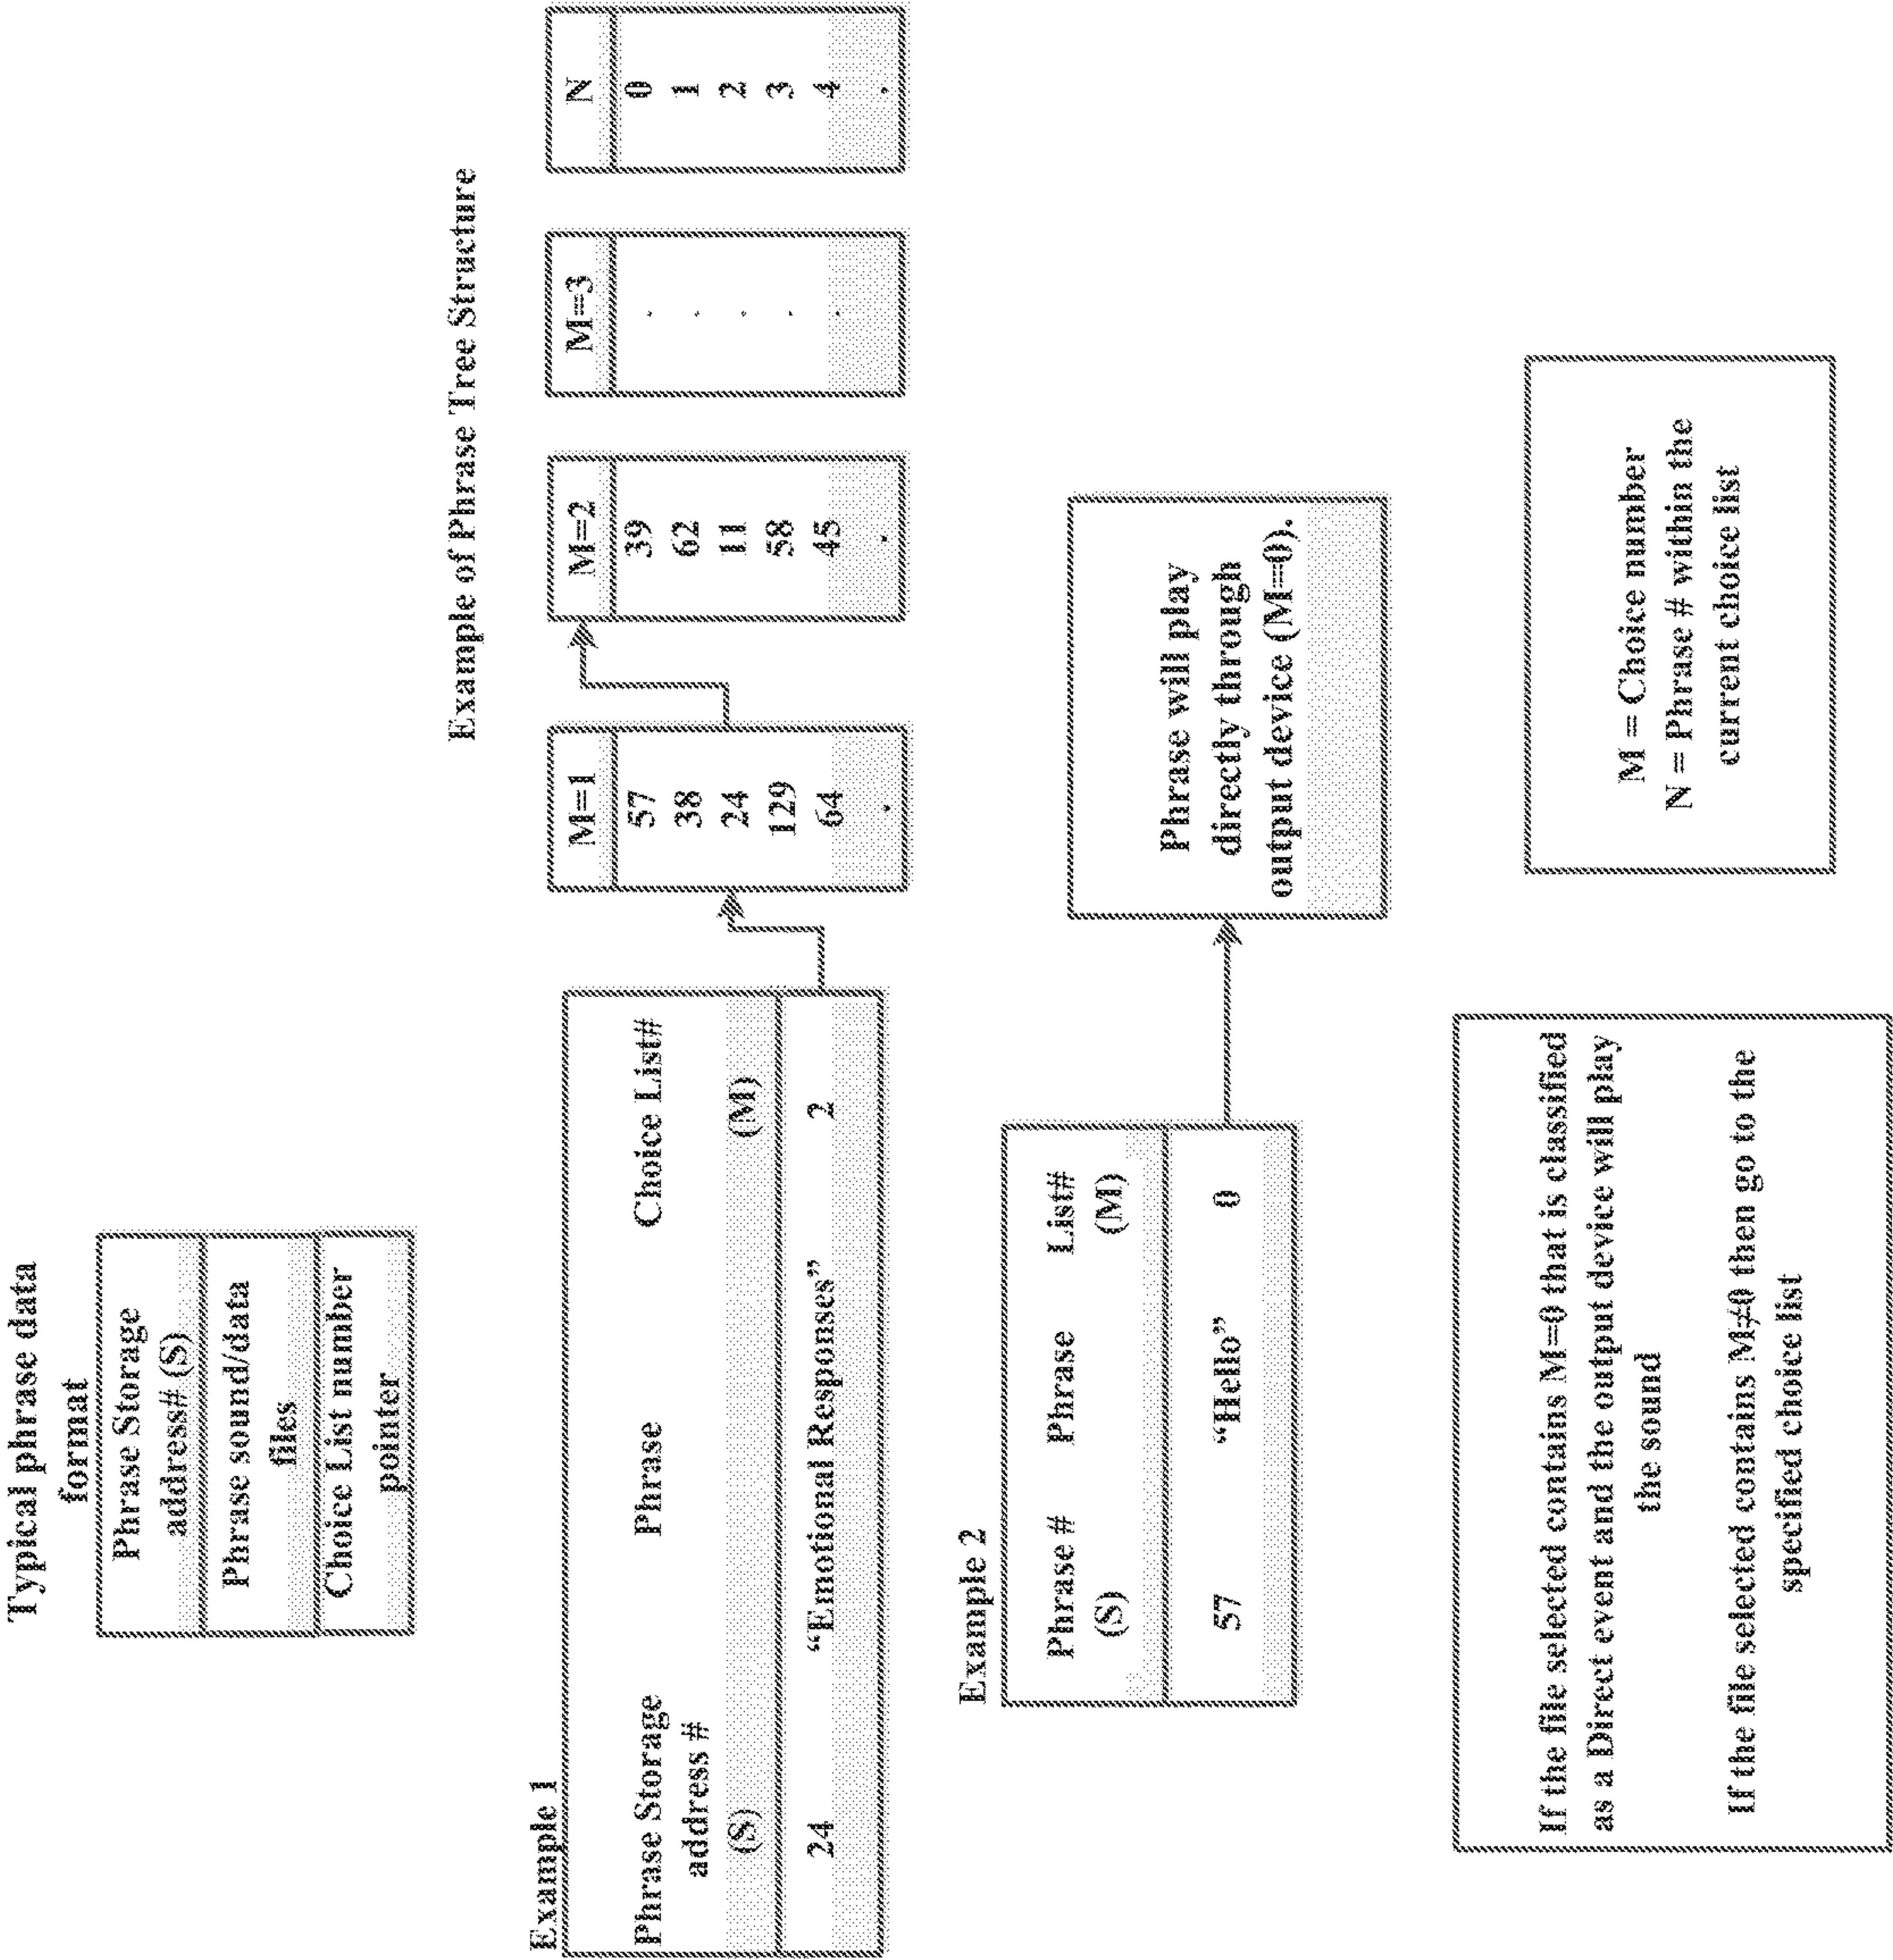 Typical phrase data
format
Phrase Storage
address# (S)
Phrase sound/data
files
Choice List number
pointer
Example of Phrase Tree Structure
Example 1
Phrase Storage Phrase Choice List#
address #
(S) (M)
24 “Emotional Responses” 2
M=1 M=2 M=3 N
57 39 . 0
38 62 . 1
24 11 . 2
129 58 . 3
64 45 . 4
. . .
Example 2
Phrase # Phrase List#
(S) (M)
57 “Hello” 0
Phrase will play
directly through
output device (M=0).
If the file selected contains M=0 that is classified
as a Direct event and the output device will play
the sound
If the file selected contains M≠0 then go to the
specified choice list
M = Choice number
N = Phrase # within the
current choice list